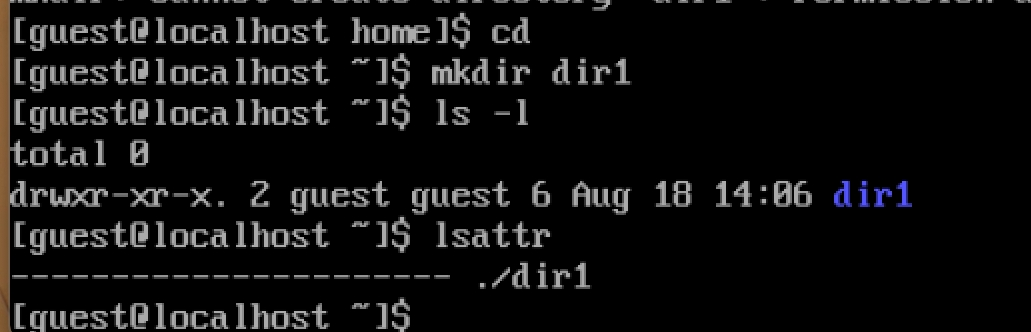 [guest@localhost home]$ cd
[guest@localhost ~]$ mkdir dir1
[guest@localhost ~]$ ls -l
total 0
drwxr-xr-x. 2 guest guest 6 Aug 18 14:06 dir1
[guest@localhost ~]$ lsattr
---------------------- ./dir1
[guest@localhost ~]$